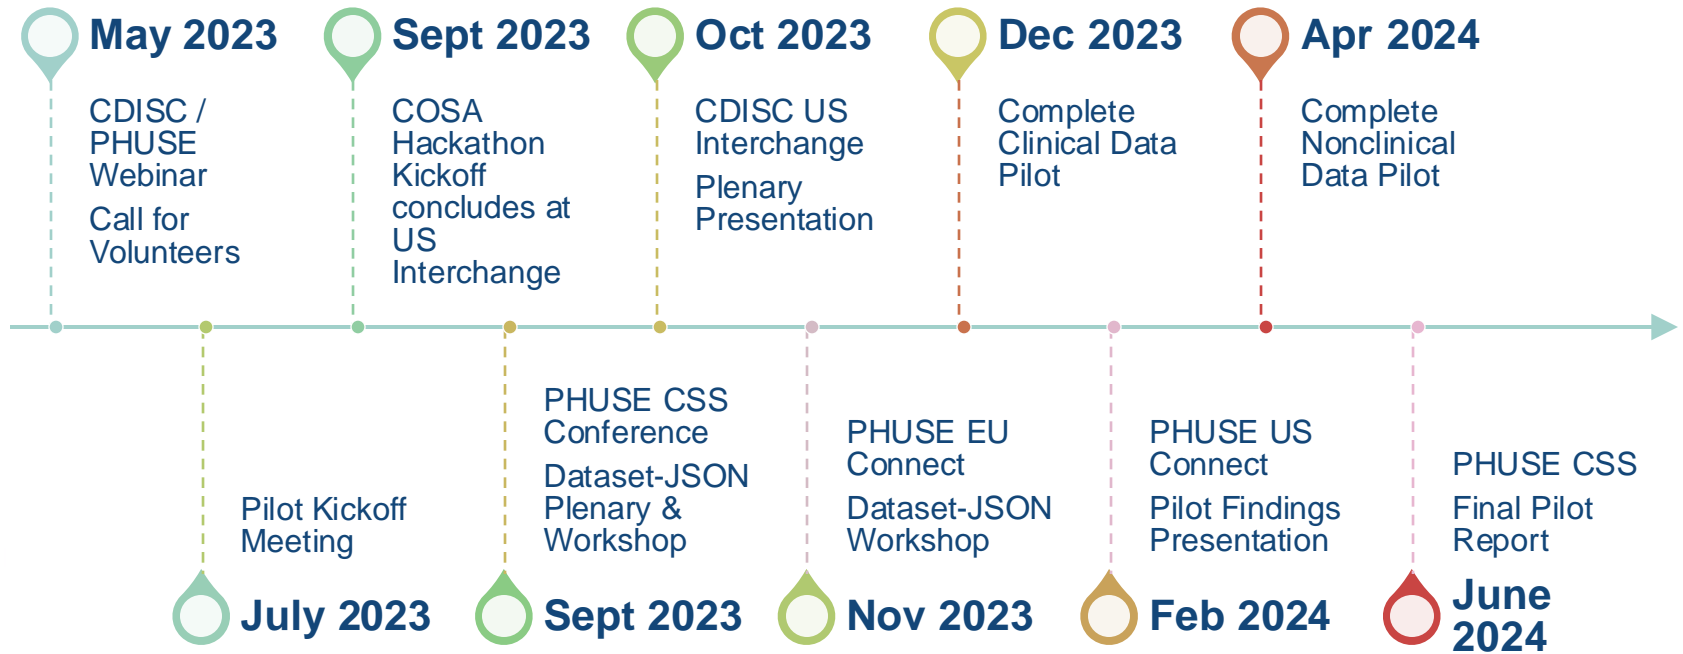 May 2023
CDISC /
PHUSE
Webinar
Call for
Volunteers
Sept 2023
COSA
Hackathon
Kickoff
concludes at
US
Interchange
Oct 2023
CDISC US
Interchange
Plenary
Presentation
Dec 2023
Complete
Clinical Data
Pilot
Apr 2024
Complete
Nonclinical
Data Pilot
Pilot Kickoff
Meeting
July 2023
PHUSE CSS
Conference
Dataset-JSON
Plenary &
Workshop
Sept 2023
PHUSE EU
Connect
Dataset-JSON
Workshop
Nov 2023
PHUSE US
Connect
Pilot Findings
Presentation
Feb 2024
PHUSE CSS
Final Pilot
Report
June
2024